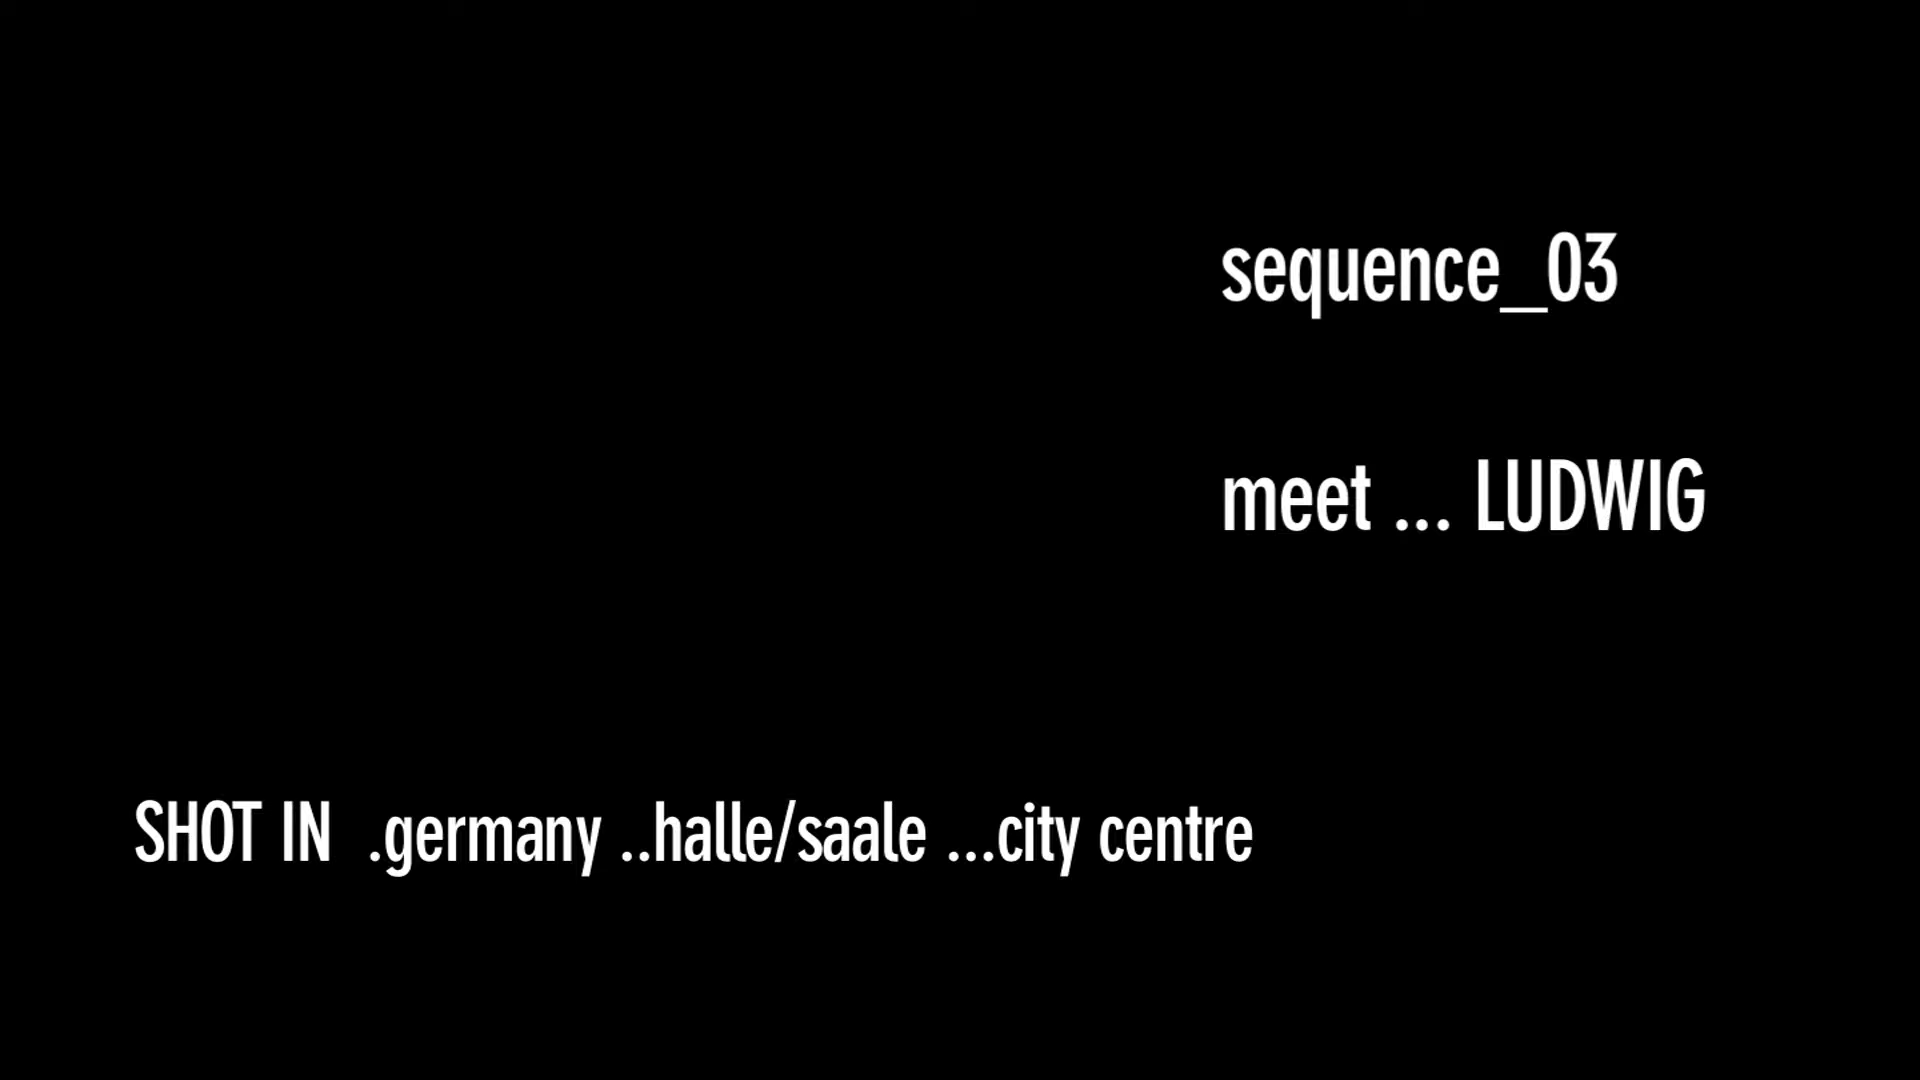 sequence_03
meet ... LUDWIG
SHOT IN .germany ..halle/saale ...city centre